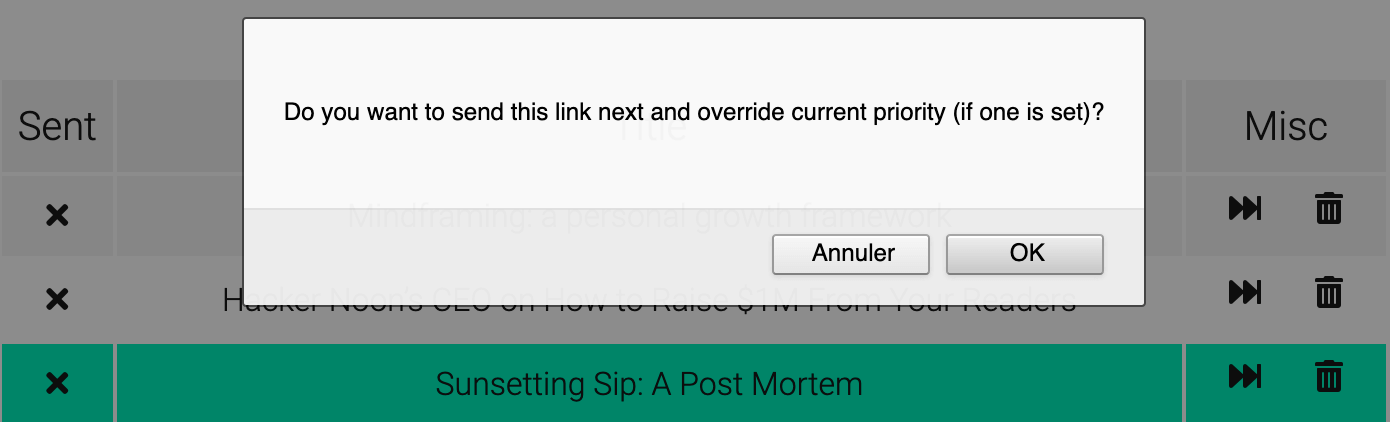 Do you want to send this link next and override current priority (if one is set)?
Sent
Title
Misc
Mindframing: a personal growth framework
Annuler
OK
Hacker Noon's CEO on How to Raise $1M From Your Readers
Sunsetting Sip: A Post Mortem